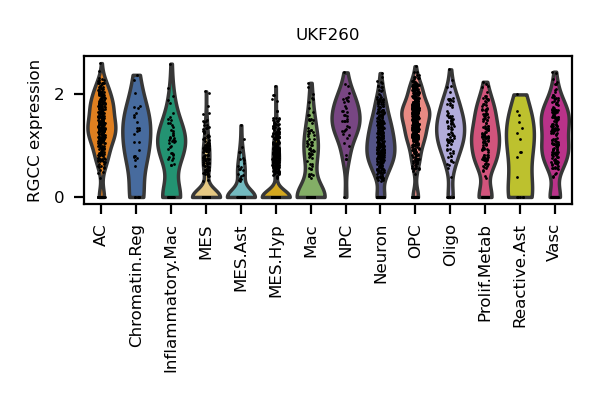 UKF260
RGCC expression
2
0
AC
Chromatin.Reg
Inflammatory.Mac
MES
MES.Ast
MES.Hyp
Mac
NPC
Neuron
OPC
Oligo
Prolif.Metab
Reactive.Ast
Vasc